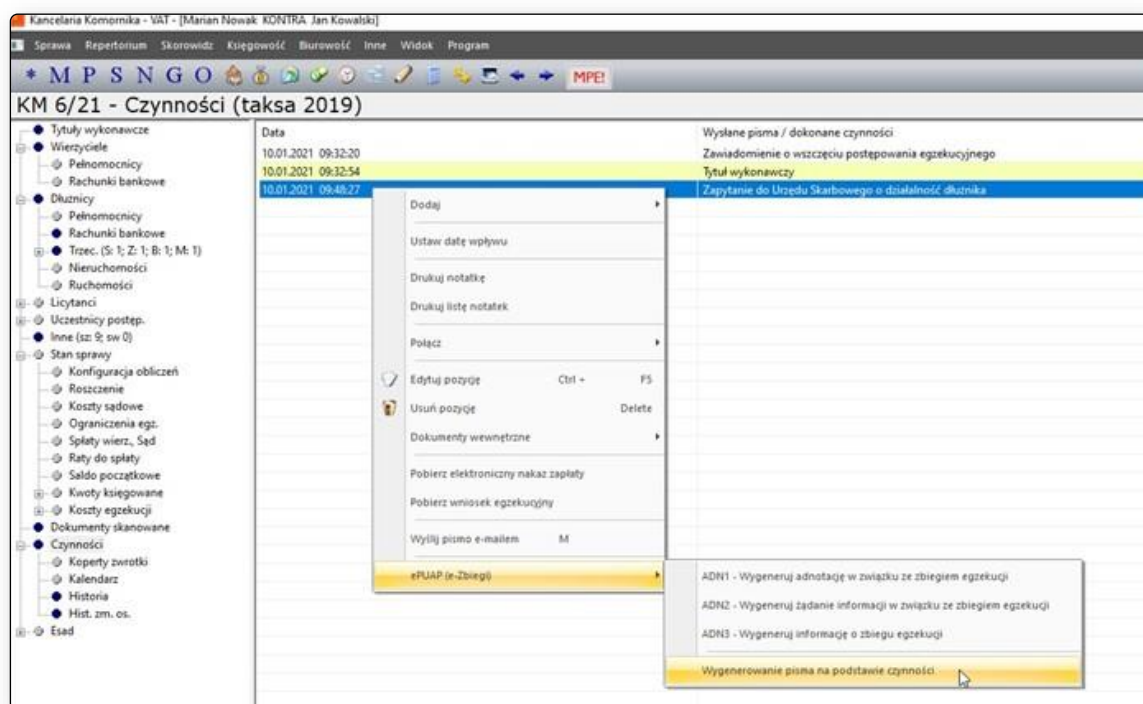 Kancelaria Komornika - VAT - [Marian Nowak KONTRA Jan Kowalski]
Sprawa Repertorium Skorowidz Księgowość Biurowość Inne Widok Program
* M P S N G O MPE!
KM 6/21 - Czynności (taksa 2019)
Tytuły wykonawcze
Wierzyciele
Pełnomocnicy
Rachunki bankowe
Dłużnicy
Pełnomocnicy
Rachunki bankowe
Trzec. (S: 1; Z: 1; B: 1; M: 1)
Nieruchomości
Ruchomości
Licytanci
Uczestnicy postęp.
Inne (sz: 9; sw 0)
Stan sprawy
Konfiguracja obliczeń
Roszczenie
Koszty sądowe
Ograniczenia egz.
Spłaty wierz., Sąd
Raty do spłaty
Saldo początkowe
Kwoty księgowane
Koszty egzekucji
Dokumenty skanowane
Czynności
Koperty zwrotki
Kalendarz
Historia
Hist. zm. os.
Esad
Data Wysłane pisma / dokonane czynności
10.01.2021 09:32:20 Zawiadomienie o wszczęciu postępowania egzekucyjnego
10.01.2021 09:32:54 Tytuł wykonawczy
10.01.2021 09:48:27 Zapytanie do Urzędu Skarbowego o działalność dłużnika
Dodaj
Ustaw datę wpływu
Drukuj notatkę
Drukuj listę notatek
Połącz
Edytuj pozycję Ctrl + F5
Usuń pozycję Delete
Dokumenty wewnętrzne
Pobierz elektroniczny nakaz zapłaty
Pobierz wniosek egzekucyjny
Wyślij pismo e-mailem M
ePUAP (e-Zbiegi)
ADN1 - Wygeneruj adnotację w związku ze zbiegiem egzekucji
ADN2 - Wygeneruj żądanie informacji w związku ze zbiegiem egzekucji
ADN3 - Wygeneruj informację o zbiegu egzekucji
Wygenerowanie pisma na podstawie czynności